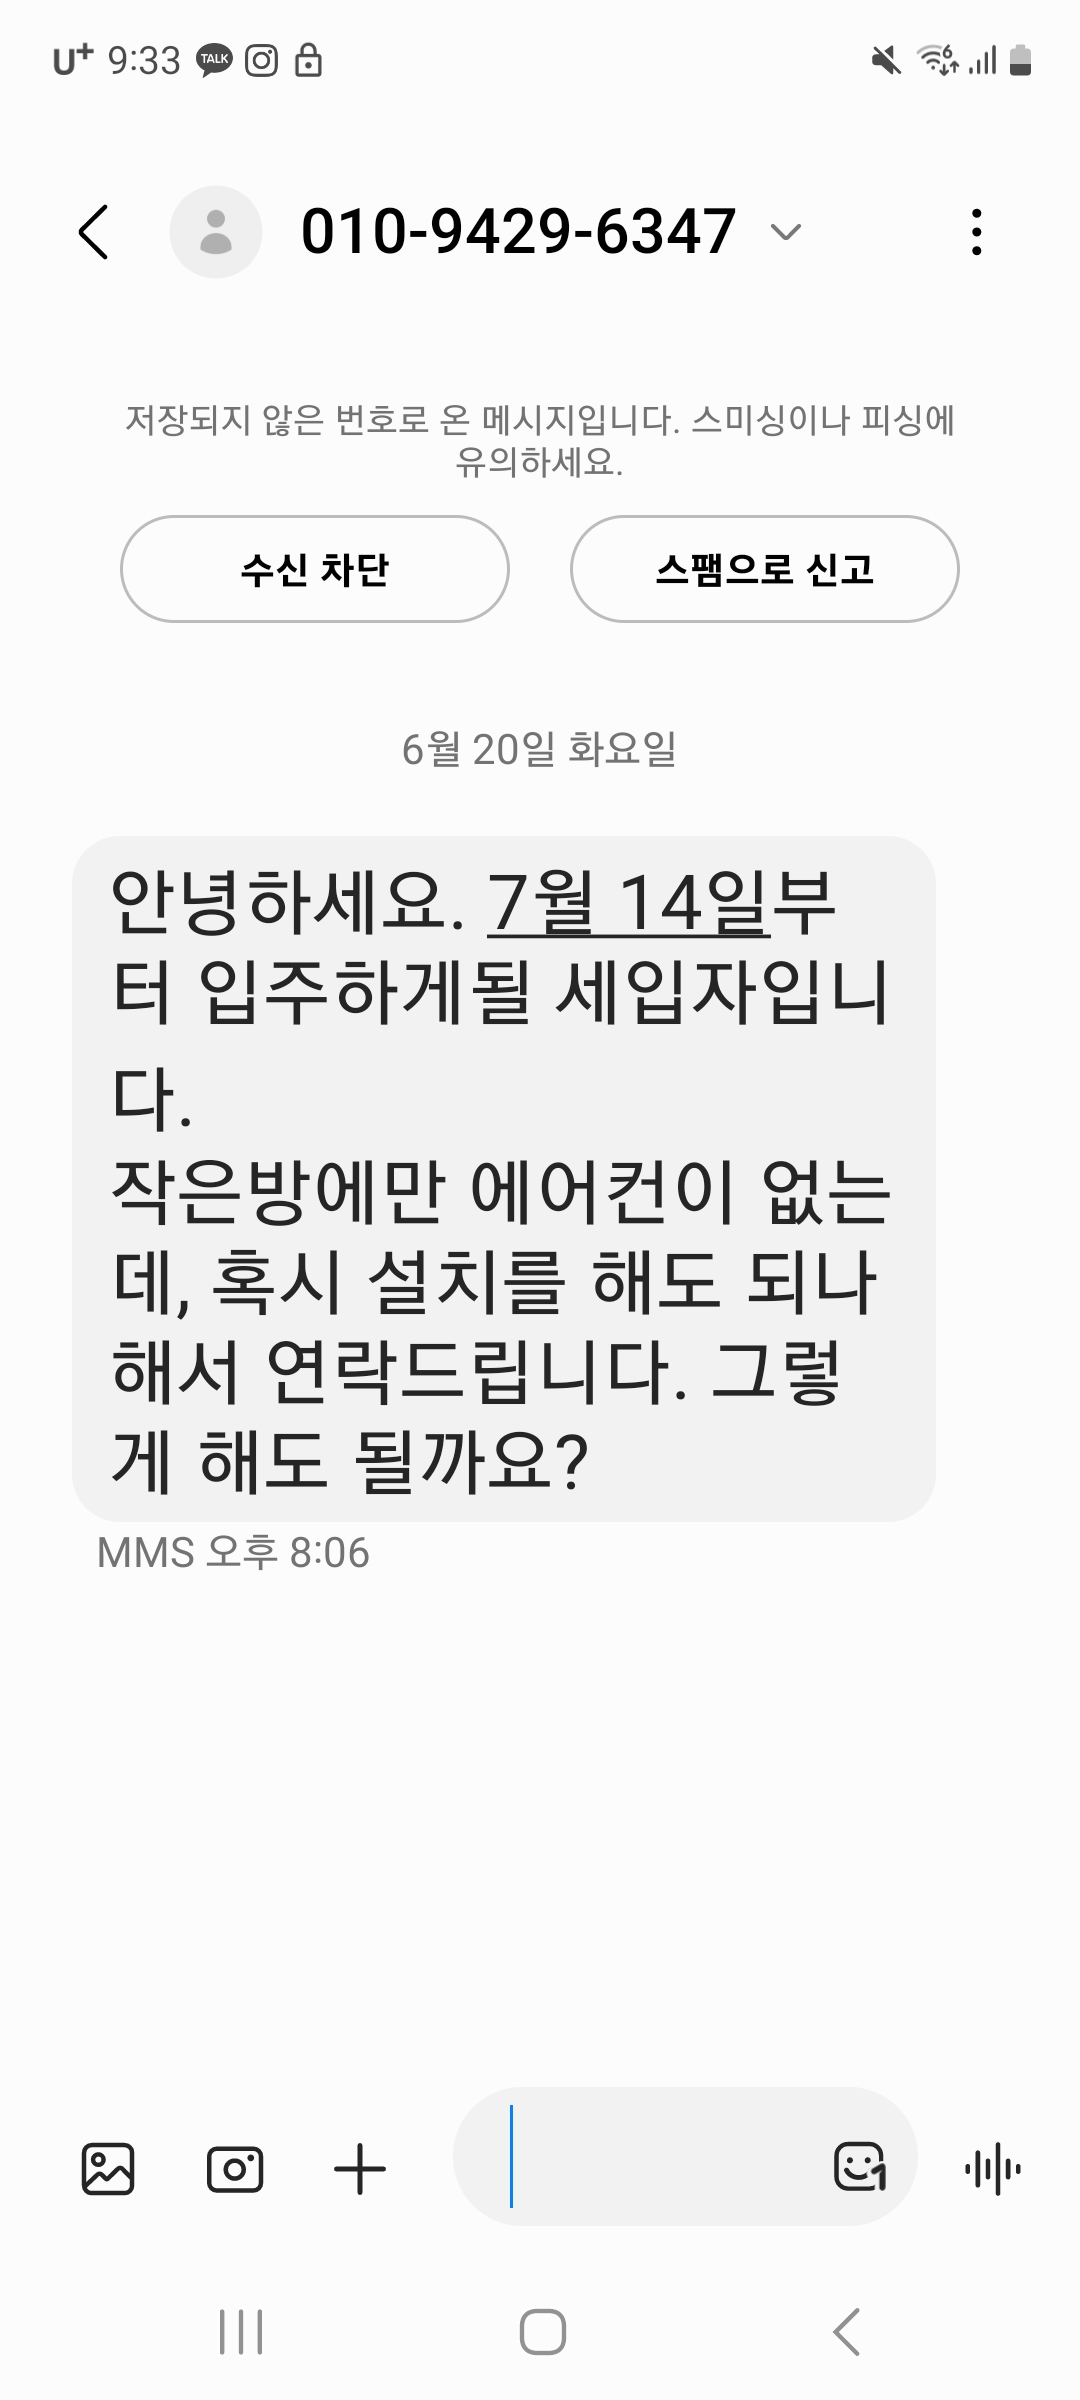 U+ 9:33 TALK
6
010-9429-6347
저장되지 않은 번호로 온 메시지입니다. 스미싱이나 피싱에
유의하세요.
수신 차단 스팸으로 신고
6월 20일 화요일
안녕하세요. 7월 14일부
터 입주하게될 세입자입니
다.
작은방에만 에어컨이 없는
데, 혹시 설치를 해도 되나
해서 연락드립니다. 그렇
게 해도 될까요?
MMS 오후 8:06
1